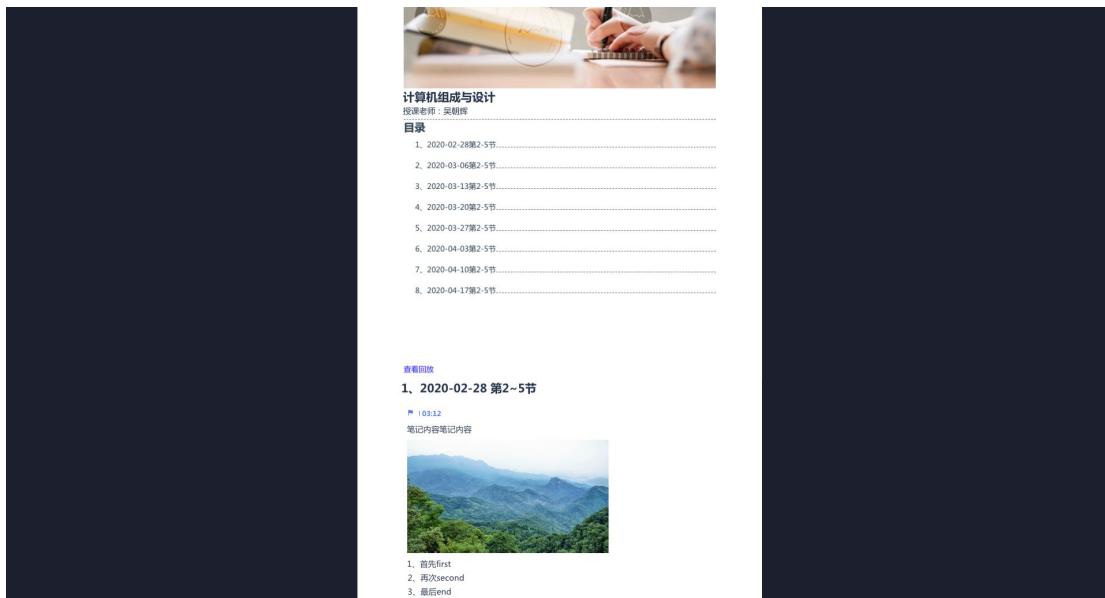 计算机组成与设计
授课老师：吴朝辉
目录
1、2020-02-28第2-5节
2、2020-03-06第2-5节
3、2020-03-13第2-5节
4、2020-03-20第2-5节
5、2020-03-27第2-5节
6、2020-04-03第2-5节
7、2020-04-10第2-5节
8、2020-04-17第2-5节
查看回放
1、2020-02-28 第2~5节
03:12
笔记内容笔记内容
1、首先first
2、再次second
3、最后end